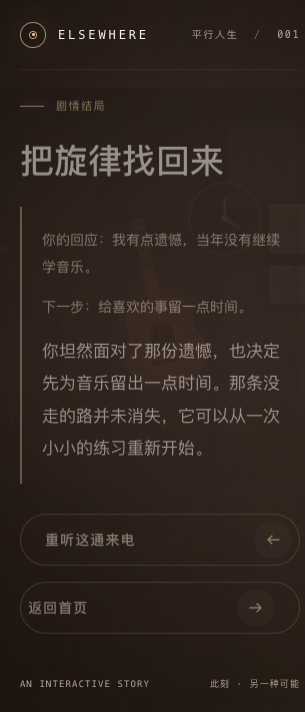 ELSEWHERE 平行人生 / 001
剧情结局
把旋律找回来
你的回应：我有点遗憾，当年没有继续
学音乐。
下一步：给喜欢的事留一点时间。
你坦然面对了那份遗憾，也决定
先为音乐留出一点时间。那条没
走的路并未消失，它可以从一次
小小的练习重新开始。
重听这通来电 ←
返回首页 →
AN INTERACTIVE STORY 此刻 · 另一种可能